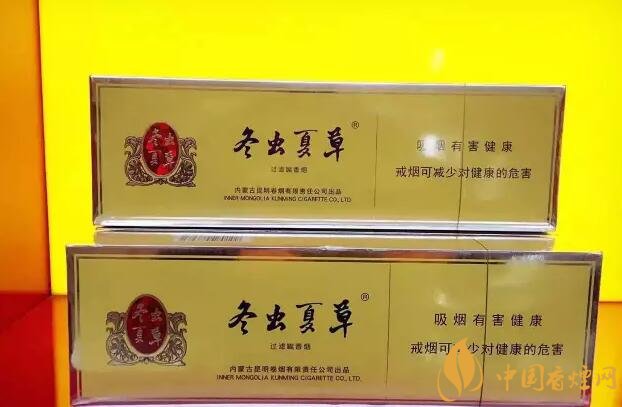 冬虫
夏草
冬虫夏草®
过滤嘴香烟
内蒙古昆明卷烟有限责任公司出品
INNER MONGOLIA KUNMING CIGARETTE CO., LTD.
吸烟有害健康
戒烟可减少对健康的危害
冬虫
夏草
冬虫夏草®
过滤嘴香烟
内蒙古昆明卷烟有限责任公司出品
INNER MONGOLIA KUNMING CIGARETTE CO., LTD.
吸烟有害健康
戒烟可减少对健康的危害
中国香烟网